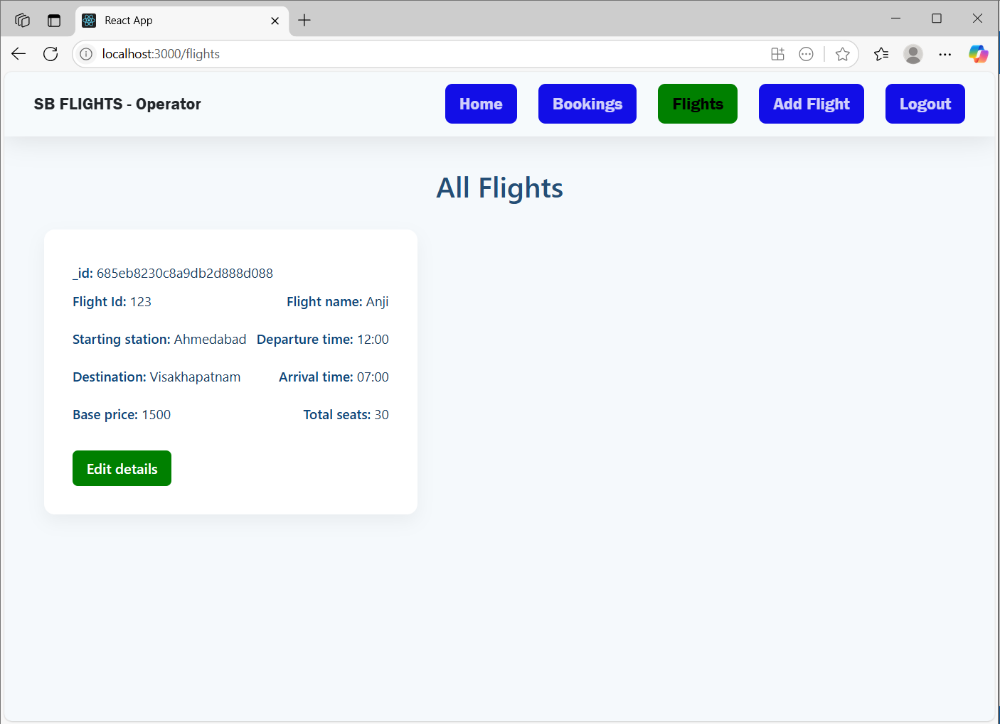 React App
localhost:3000/flights
SB FLIGHTS - Operator
Home Bookings Flights Add Flight Logout
All Flights
_id: 685eb8230c8a9db2d888d088
Flight Id: 123 Flight name: Anji
Starting station: Ahmedabad Departure time: 12:00
Destination: Visakhapatnam Arrival time: 07:00
Base price: 1500 Total seats: 30
Edit details